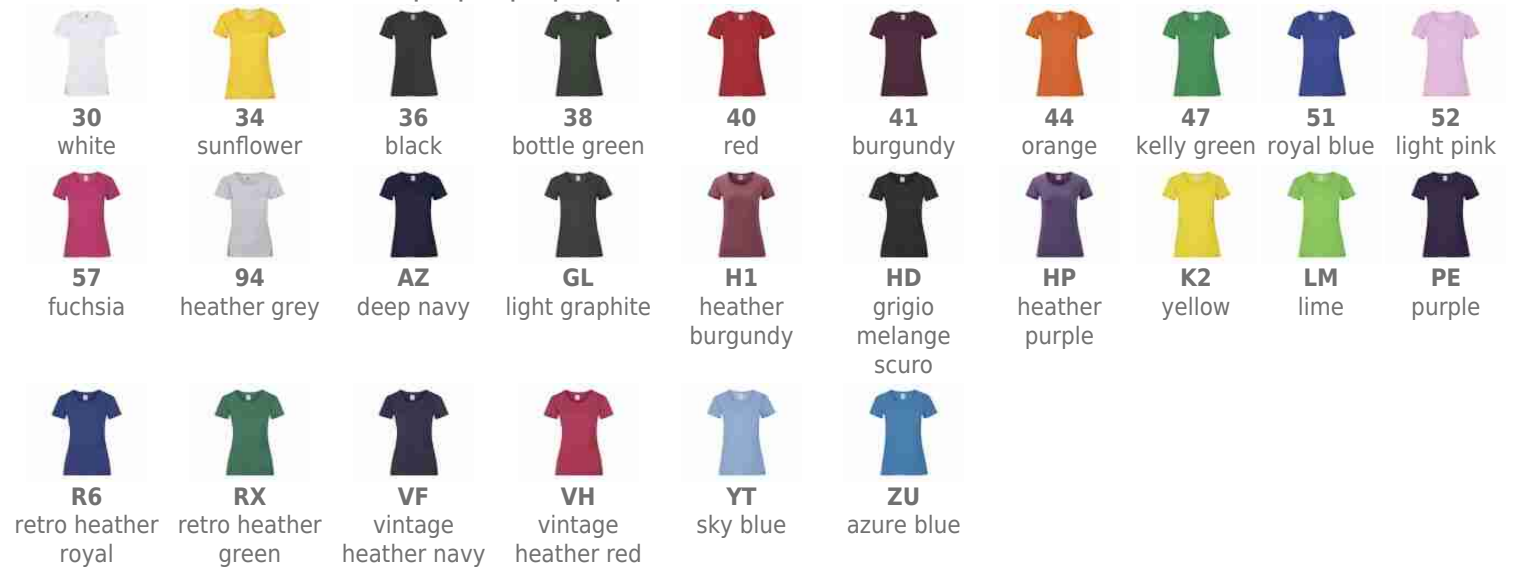 30 34 36 38 40 41 44 47 51 52
white sunflower black bottle green red burgundy orange kelly green royal blue light pink
57 94 AZ GL H1 HD HP K2 LM PE
fuchsia heather grey deep navy light graphite heather grigio heather yellow lime purple
burgundy melange purple
scuro
R6 RX VF VH YT ZU
retro heather retro heather vintage vintage sky blue azure blue
royal green heather navy heather red